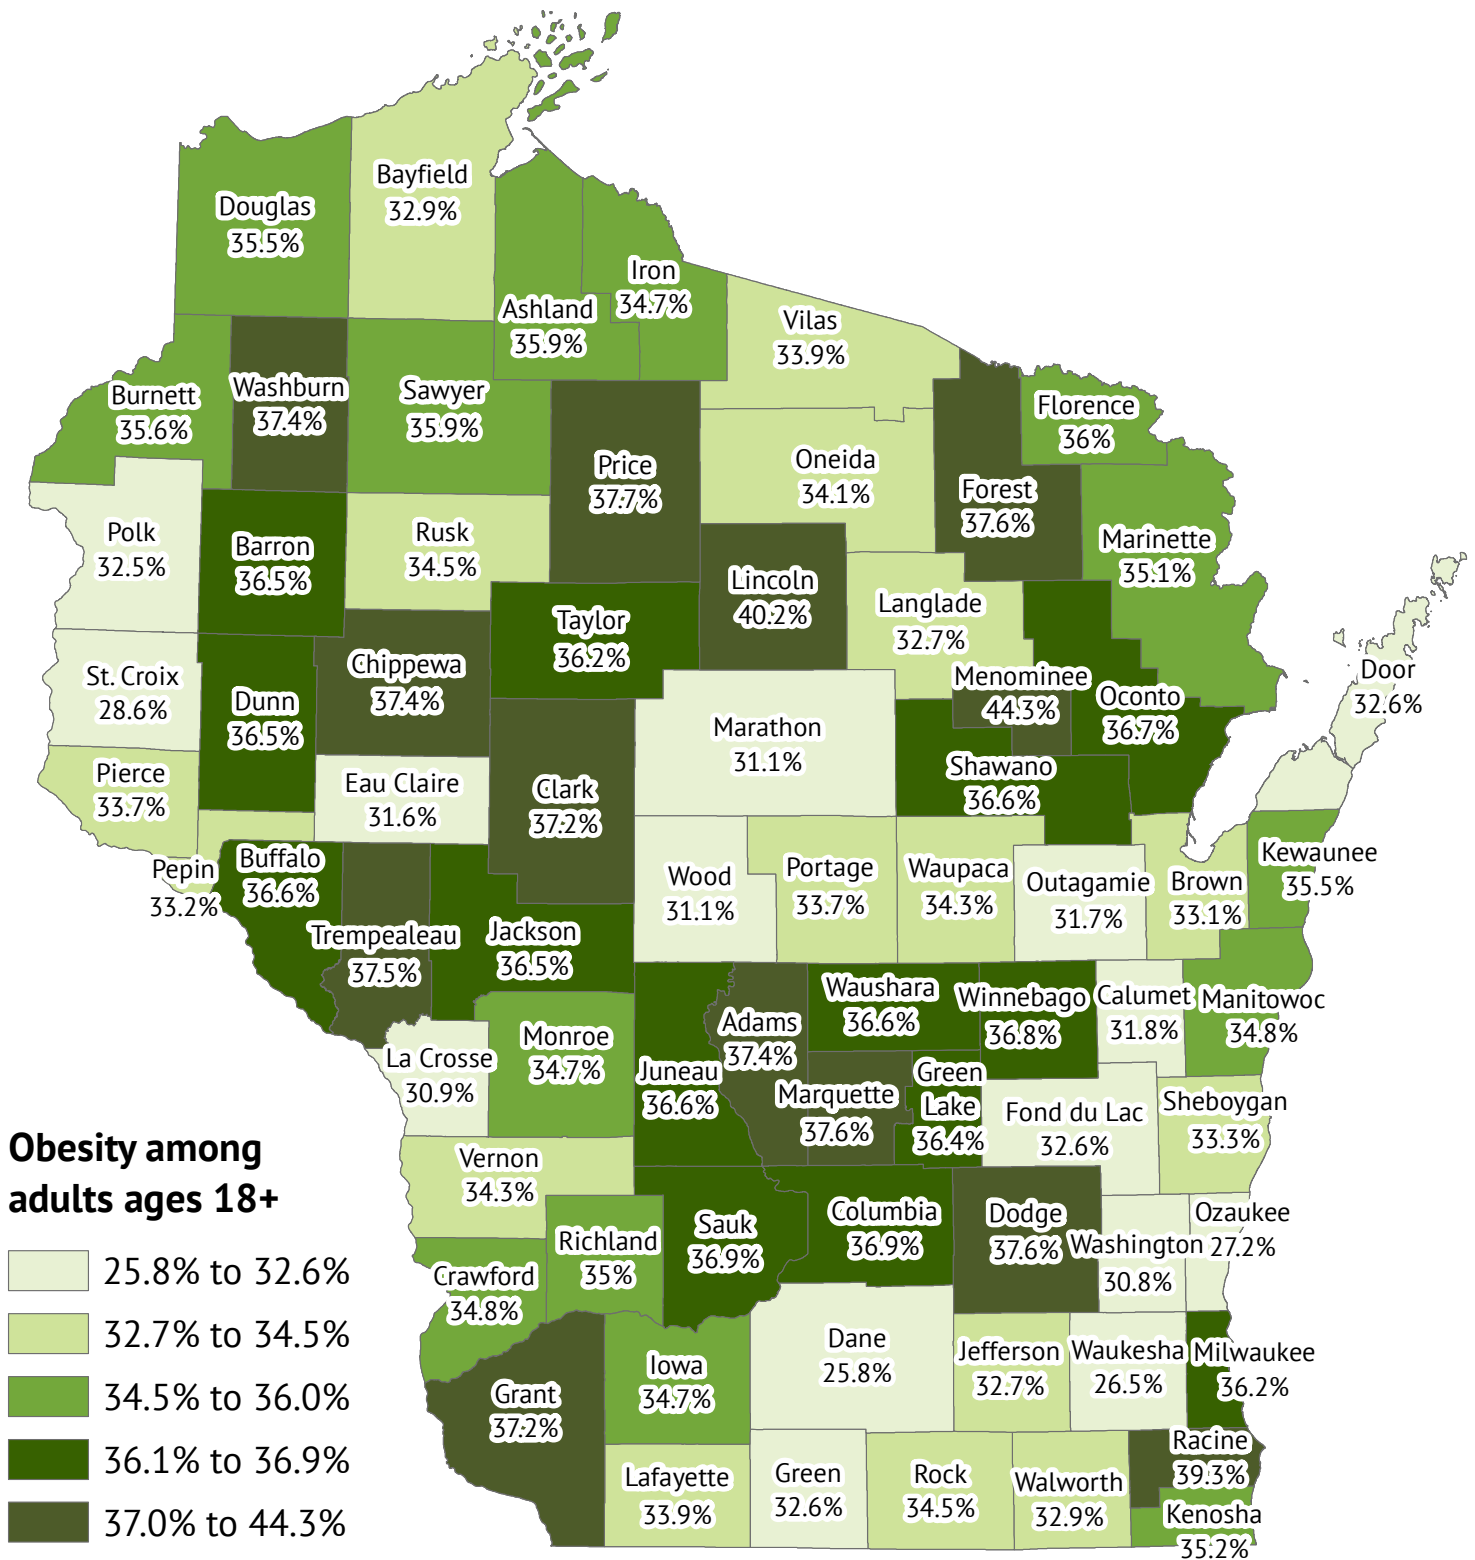 Bayfield
32.9%
Douglas
35.5%
Iron
34.7%
Ashland
35.9%
Vilas
33.9%
Burnett
35.6%
Washburn
37.4%
Sawyer
35.9%
Florence
36%
Price
37.7%
Oneida
34.1%
Forest
37.6%
Polk
32.5%
Barron
36.5%
Rusk
34.5%
Marinette
35.1%
Lincoln
40.2%
Langlade
32.7%
Taylor
36.2%
St. Croix
28.6%
Dunn
36.5%
Chippewa
37.4%
Menominee
44.3%
Oconto
36.7%
Door
32.6%
Marathon
31.1%
Pierce
33.7%
Eau Claire
31.6%
Clark
37.2%
Shawano
36.6%
Pepin
33.2%
Buffalo
36.6%
Wood
31.1%
Portage
33.7%
Waupaca
34.3%
Outagamie
31.7%
Brown
33.1%
Kewaunee
35.5%
Trempealeau
37.5%
Jackson
36.5%
Waushara
36.6%
Winnebago
36.8%
Calumet
31.8%
Manitowoc
34.8%
La Crosse
30.9%
Monroe
34.7%
Juneau
36.6%
Adams
37.4%
Marquette
37.6%
Green
Lake
36.4%
Fond du Lac
32.6%
Sheboygan
33.3%
Vernon
34.3%
Richland
35%
Sauk
36.9%
Columbia
36.9%
Dodge
37.6%
Washington
30.8%
Ozaukee
27.2%
Crawford
34.8%
Grant
37.2%
Iowa
34.7%
Dane
25.8%
Jefferson
32.7%
Waukesha
26.5%
Milwaukee
36.2%
Lafayette
33.9%
Green
32.6%
Rock
34.5%
Walworth
32.9%
Racine
39.3%
Kenosha
35.2%
Obesity among
adults ages 18+
25.8% to 32.6%
32.7% to 34.5%
34.5% to 36.0%
36.1% to 36.9%
37.0% to 44.3%